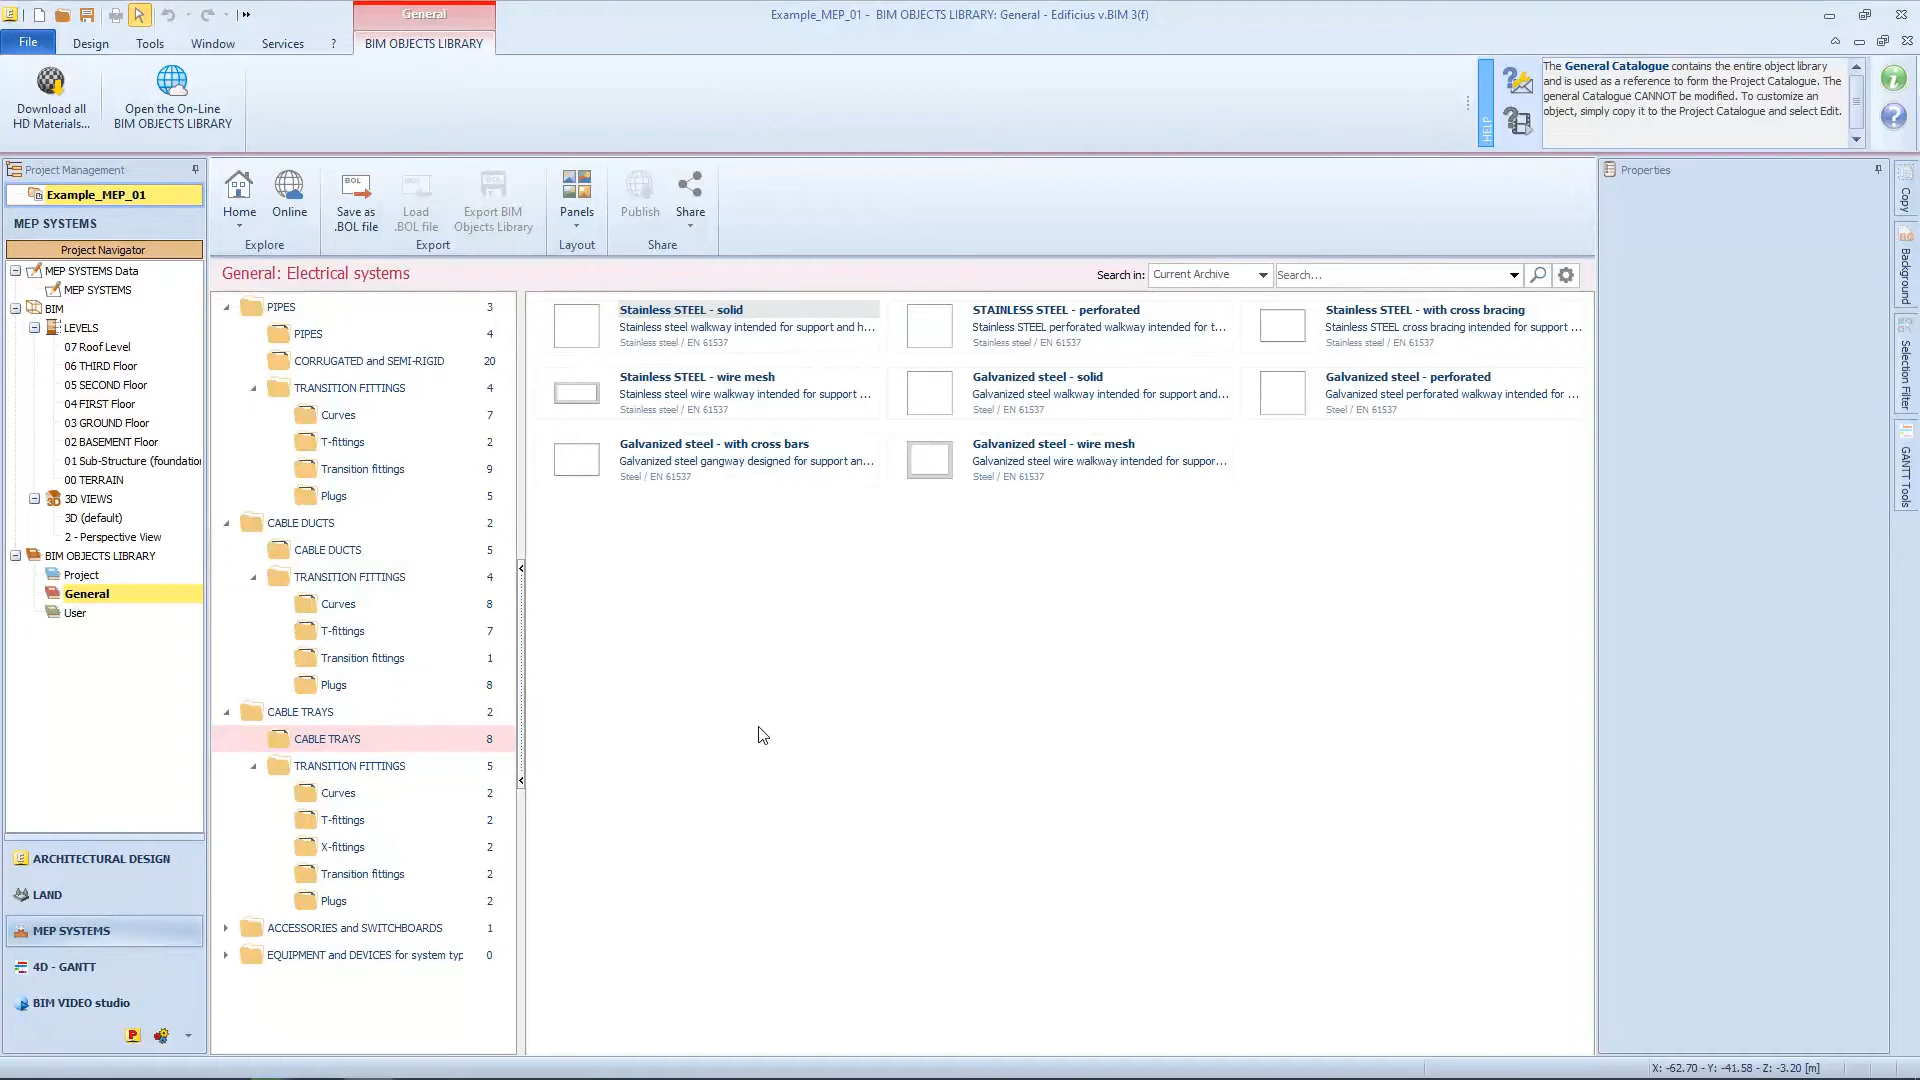 General
Example_MEP_01 - BIM OBJECTS LIBRARY: General - Edificius v.BIM 3(f)
File
Design
Tools
Window
Services
?
BIM OBJECTS LIBRARY
Download all
HD Materials...
Open the On-Line
BIM OBJECTS LIBRARY
HELP
The General Catalogue contains the entire object library
and is used as a reference to form the Project Catalogue. The
general Catalogue CANNOT be modified. To customize an
object, simply copy it to the Project Catalogue and select Edit.
Project Management
Example_MEP_01
MEP SYSTEMS
Project Navigator
MEP SYSTEMS Data
MEP SYSTEMS
BIM
LEVELS
07 Roof Level
06 THIRD Floor
05 SECOND Floor
04 FIRST Floor
03 GROUND Floor
02 BASEMENT Floor
01 Sub-Structure (foundation
00 TERRAIN
3D VIEWS
3D (default)
2 - Perspective View
BIM OBJECTS LIBRARY
Project
General
User
ARCHITECTURAL DESIGN
LAND
MEP SYSTEMS
4D - GANTT
BIM VIDEO studio
Home
Online
Explore
BOL
Save as
.BOL file
BOL
Load
.BOL file
BOL
Export BIM
Objects Library
Export
Panels
Layout
Publish
Share
Share
General: Electrical systems
Search in:
Current Archive
Search...
PIPES 3
PIPES 4
CORRUGATED and SEMI-RIGID 20
TRANSITION FITTINGS 4
Curves 7
T-fittings 2
Transition fittings 9
Plugs 5
CABLE DUCTS 2
CABLE DUCTS 5
TRANSITION FITTINGS 4
Curves 8
T-fittings 7
Transition fittings 1
Plugs 8
CABLE TRAYS 2
CABLE TRAYS 8
TRANSITION FITTINGS 5
Curves 2
T-fittings 2
X-fittings 2
Transition fittings 2
Plugs 2
ACCESSORIES and SWITCHBOARDS 1
EQUIPMENT and DEVICES for system typ 0
Stainless STEEL - solid
Stainless steel walkway intended for support and h...
Stainless steel / EN 61537
STAINLESS STEEL - perforated
Stainless STEEL perforated walkway intended for t...
Stainless steel / EN 61537
Stainless STEEL - with cross bracing
Stainless STEEL cross bracing intended for support ...
Stainless steel / EN 61537
Stainless STEEL - wire mesh
Stainless steel wire walkway intended for support ...
Stainless steel / EN 61537
Galvanized steel - solid
Galvanized steel walkway intended for support and...
Steel / EN 61537
Galvanized steel - perforated
Galvanized steel perforated walkway intended for ...
Steel / EN 61537
Galvanized steel - with cross bars
Galvanized steel gangway designed for support an...
Steel / EN 61537
Galvanized steel - wire mesh
Galvanized steel wire walkway intended for suppor...
Steel / EN 61537
Properties
Copy
Background
Selection Filter
GANTT Tools
X: -62.70 - Y: -41.58 - Z: -3.20 [m]